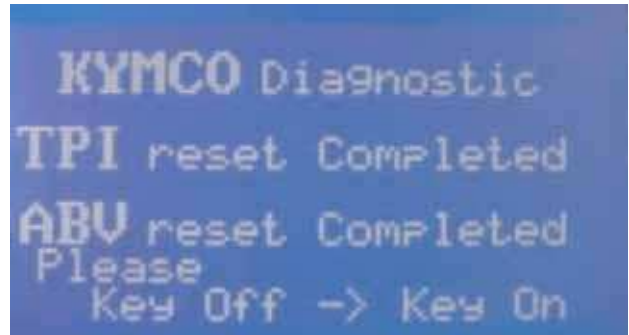 KYMCO Diagnostic
TPI reset Completed
ABV reset Completed
Please
Key Off -> Key On